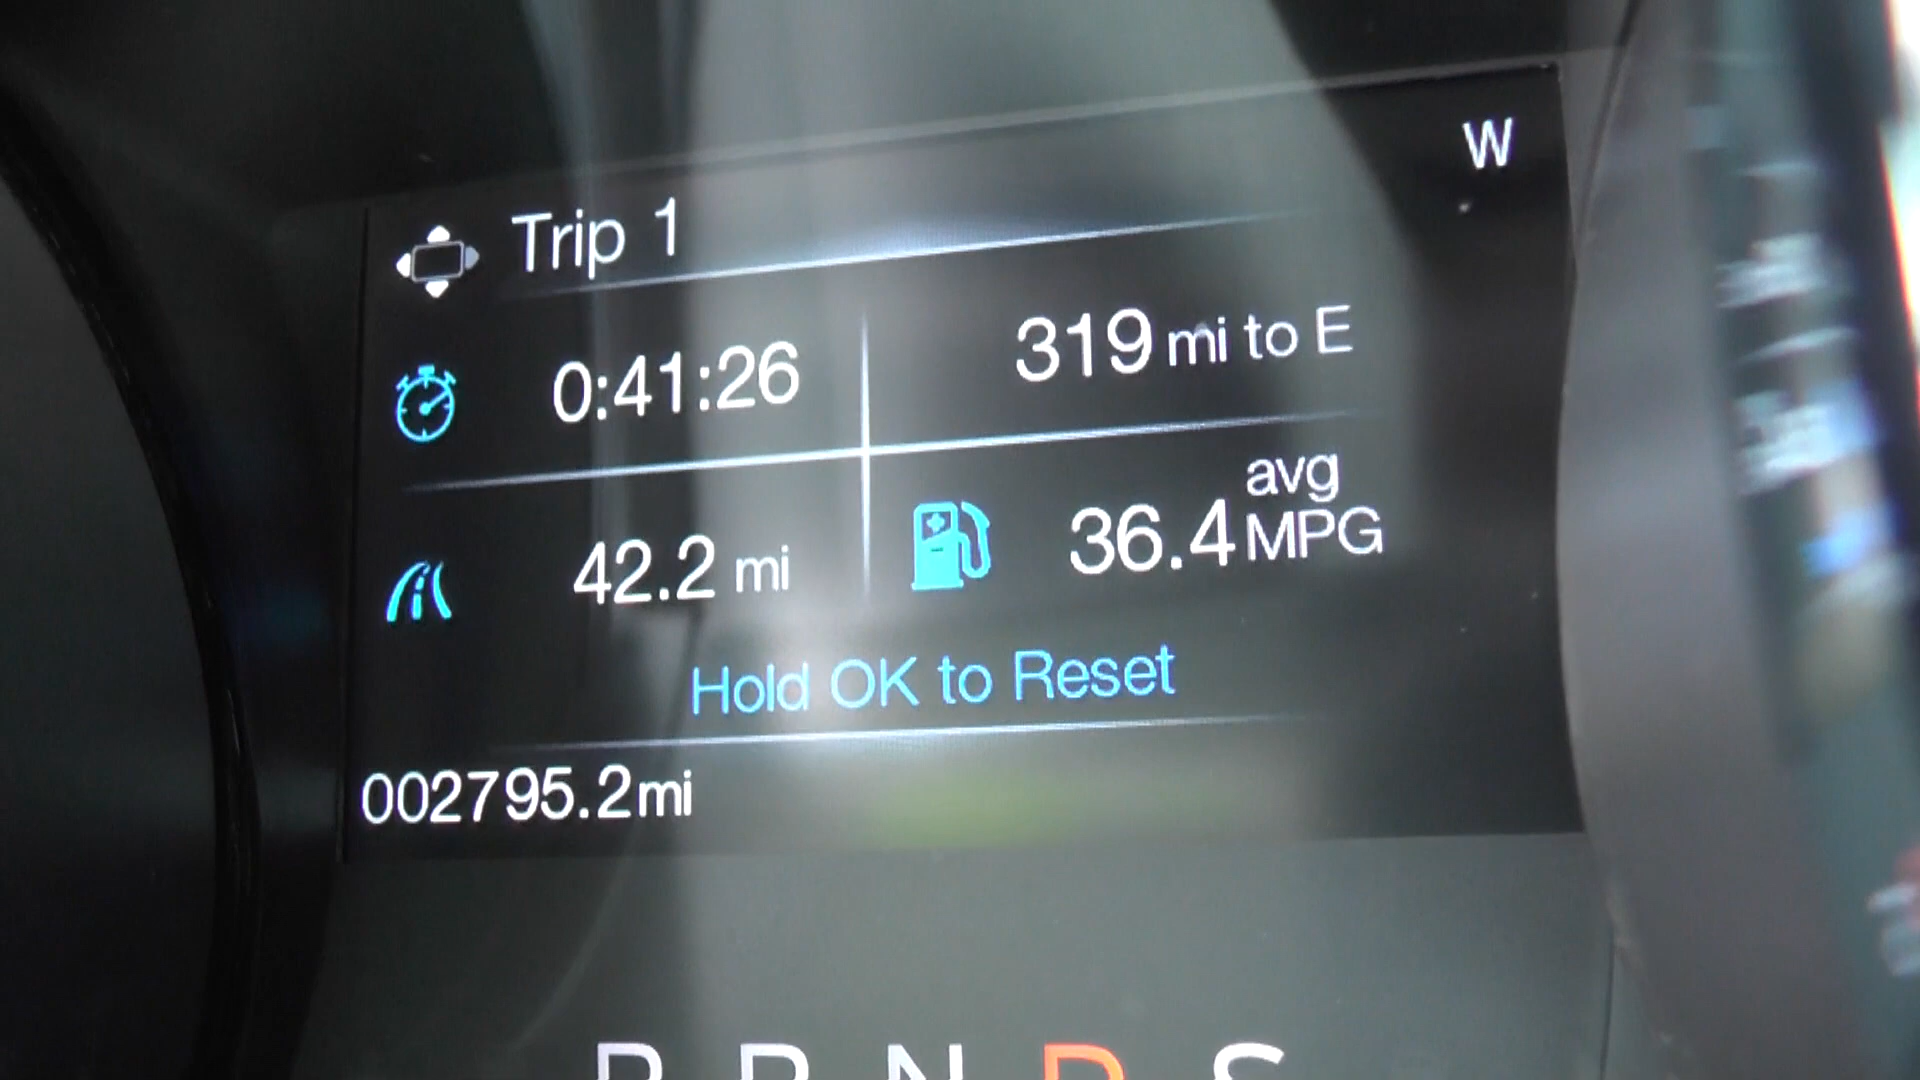 W
Trip 1
0:41:26
319 mi to E
42.2 mi
36.4 avg MPG
Hold OK to Reset
002795.2mi
P R N D S